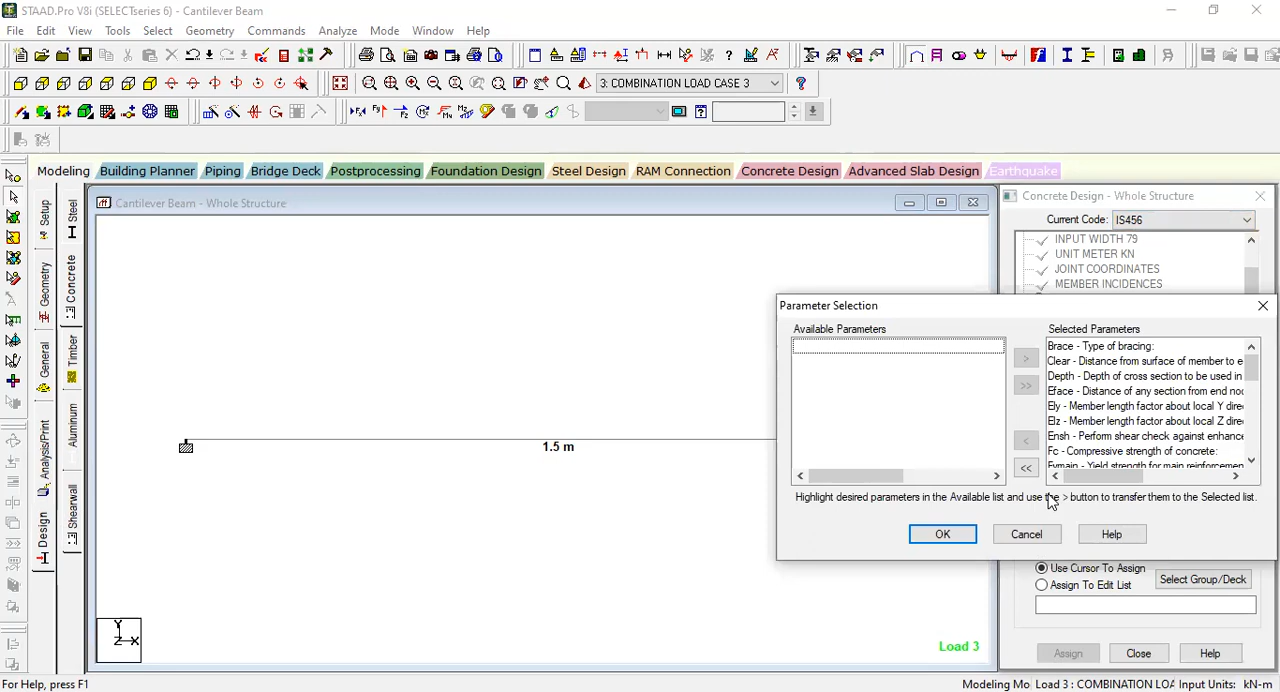 STAAD.Pro V8i (SELECTseries 6) - Cantilever Beam
File Edit View Tools Select Geometry Commands Analyze Mode Window Help
3: COMBINATION LOAD CASE 3
Modeling Building Planner Piping Bridge Deck Postprocessing Foundation Design Steel Design RAM Connection Concrete Design Advanced Slab Design Earthquake
Setup
Geometry
General
Analysis/Print
Design
Steel
Concrete
Timber
Aluminum
Shearwall
Cantilever Beam - Whole Structure
1.5 m
Y
Z X
Load 3
Concrete Design - Whole Structure
Current Code: IS456
INPUT WIDTH 79
UNIT METER KN
JOINT COORDINATES
MEMBER INCIDENCES
Parameter Selection
Available Parameters
Selected Parameters
Brace - Type of bracing:
Clear - Distance from surface of member to e
Depth - Depth of cross section to be used in
Eface - Distance of any section from end noc
Ely - Member length factor about local Y dire
Elz - Member length factor about local Z direc
Ensh - Perform shear check against enhance
Fc - Compressive strength of concrete:
Fymain - Yield strength for main reinforcemen
>
>>
<
<<
Highlight desired parameters in the Available list and use the > button to transfer them to the Selected list.
OK Cancel Help
Use Cursor To Assign
Assign To Edit List
Select Group/Deck
Assign Close Help
For Help, press F1
Modeling Mo Load 3 : COMBINATION LOA Input Units: kN-m